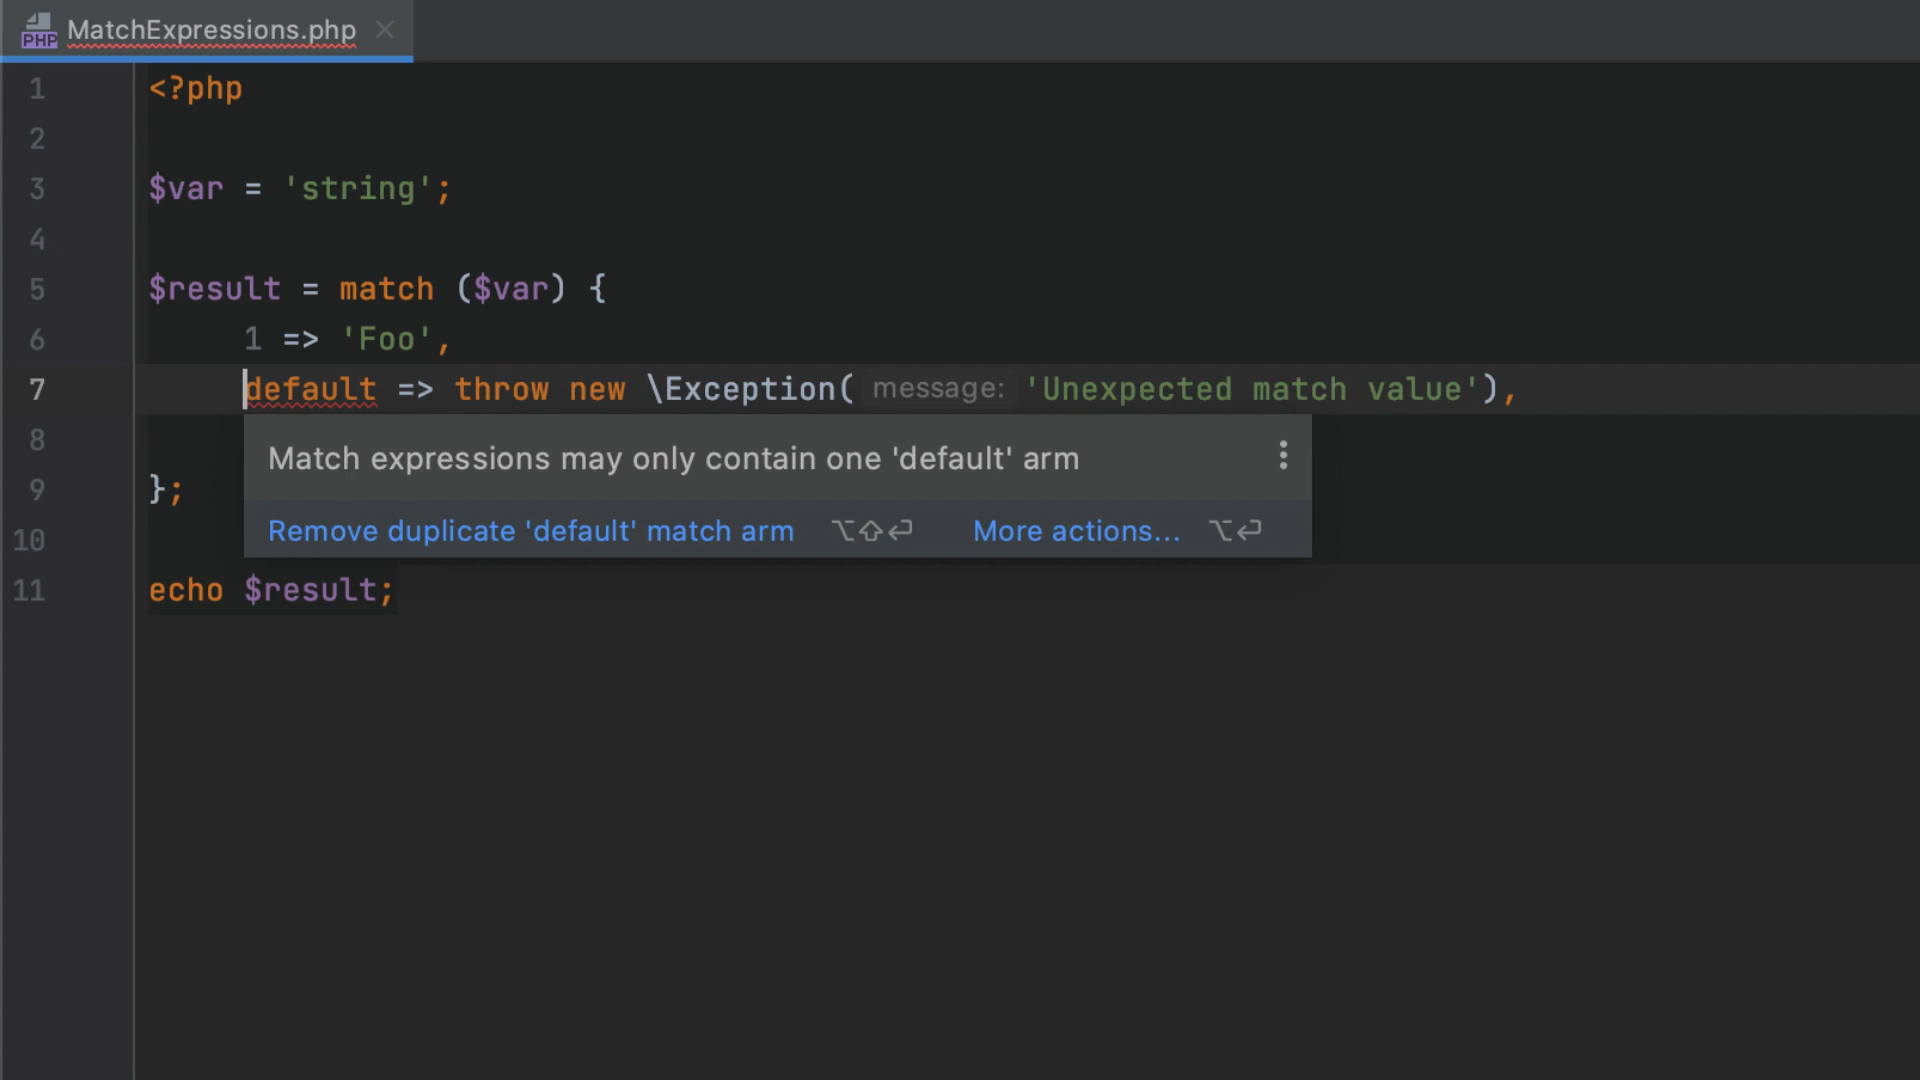 PHP MatchExpressions.php
1 <?php
2
3 $var = 'string';
4
5 $result = match ($var) {
6 1 => 'Foo',
7 default => throw new \Exception( message: 'Unexpected match value'),
8
Match expressions may only contain one 'default' arm
9 };
Remove duplicate 'default' match arm ⌥⇧⏎ More actions... ⌥⏎
10
11 echo $result;